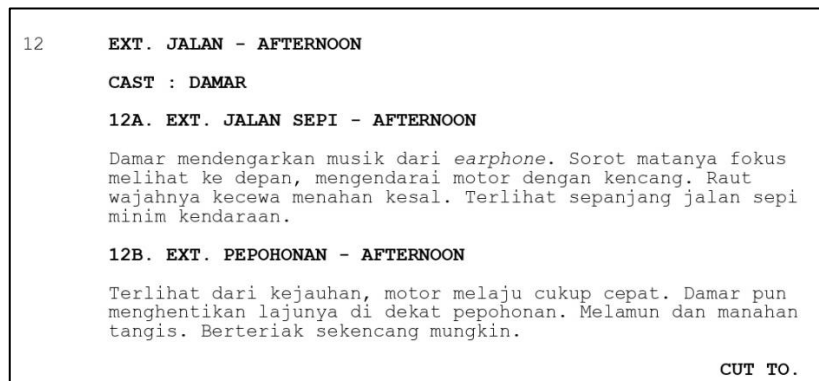 12 EXT. JALAN - AFTERNOON
CAST : DAMAR
12A. EXT. JALAN SEPI - AFTERNOON
Damar mendengarkan musik dari earphone. Sorot matanya fokus
melihat ke depan, mengendarai motor dengan kencang. Raut
wajahnya kecewa menahan kesal. Terlihat sepanjang jalan sepi
minim kendaraan.
12B. EXT. PEPOHONAN - AFTERNOON
Terlihat dari kejauhan, motor melaju cukup cepat. Damar pun
menghentikan lajunya di dekat pepohonan. Melamun dan manahan
tangis. Berteriak sekencang mungkin.
CUT TO.